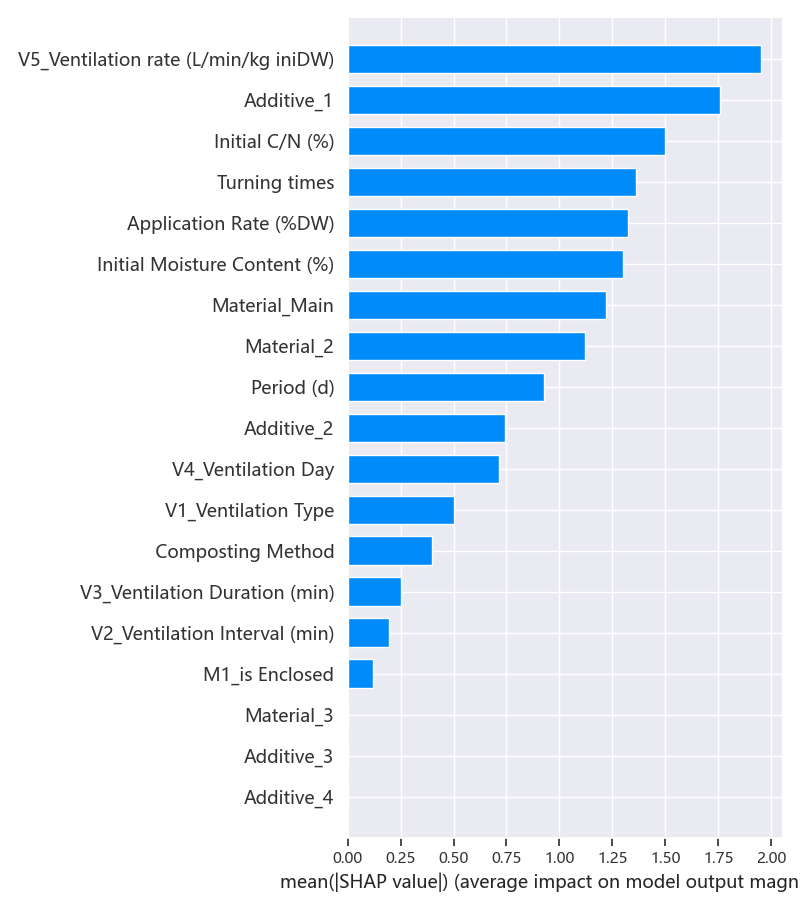 V5_Ventilation rate (L/min/kg iniDW)
Additive_1
Initial C/N (%)
Turning times
Application Rate (%DW)
Initial Moisture Content (%)
Material_Main
Material_2
Period (d)
Additive_2
V4_Ventilation Day
V1_Ventilation Type
Composting Method
V3_Ventilation Duration (min)
V2_Ventilation Interval (min)
M1_is Enclosed
Material_3
Additive_3
Additive_4
0.00 0.25 0.50 0.75 1.00 1.25 1.50 1.75 2.00
mean(|SHAP value|) (average impact on model output magn